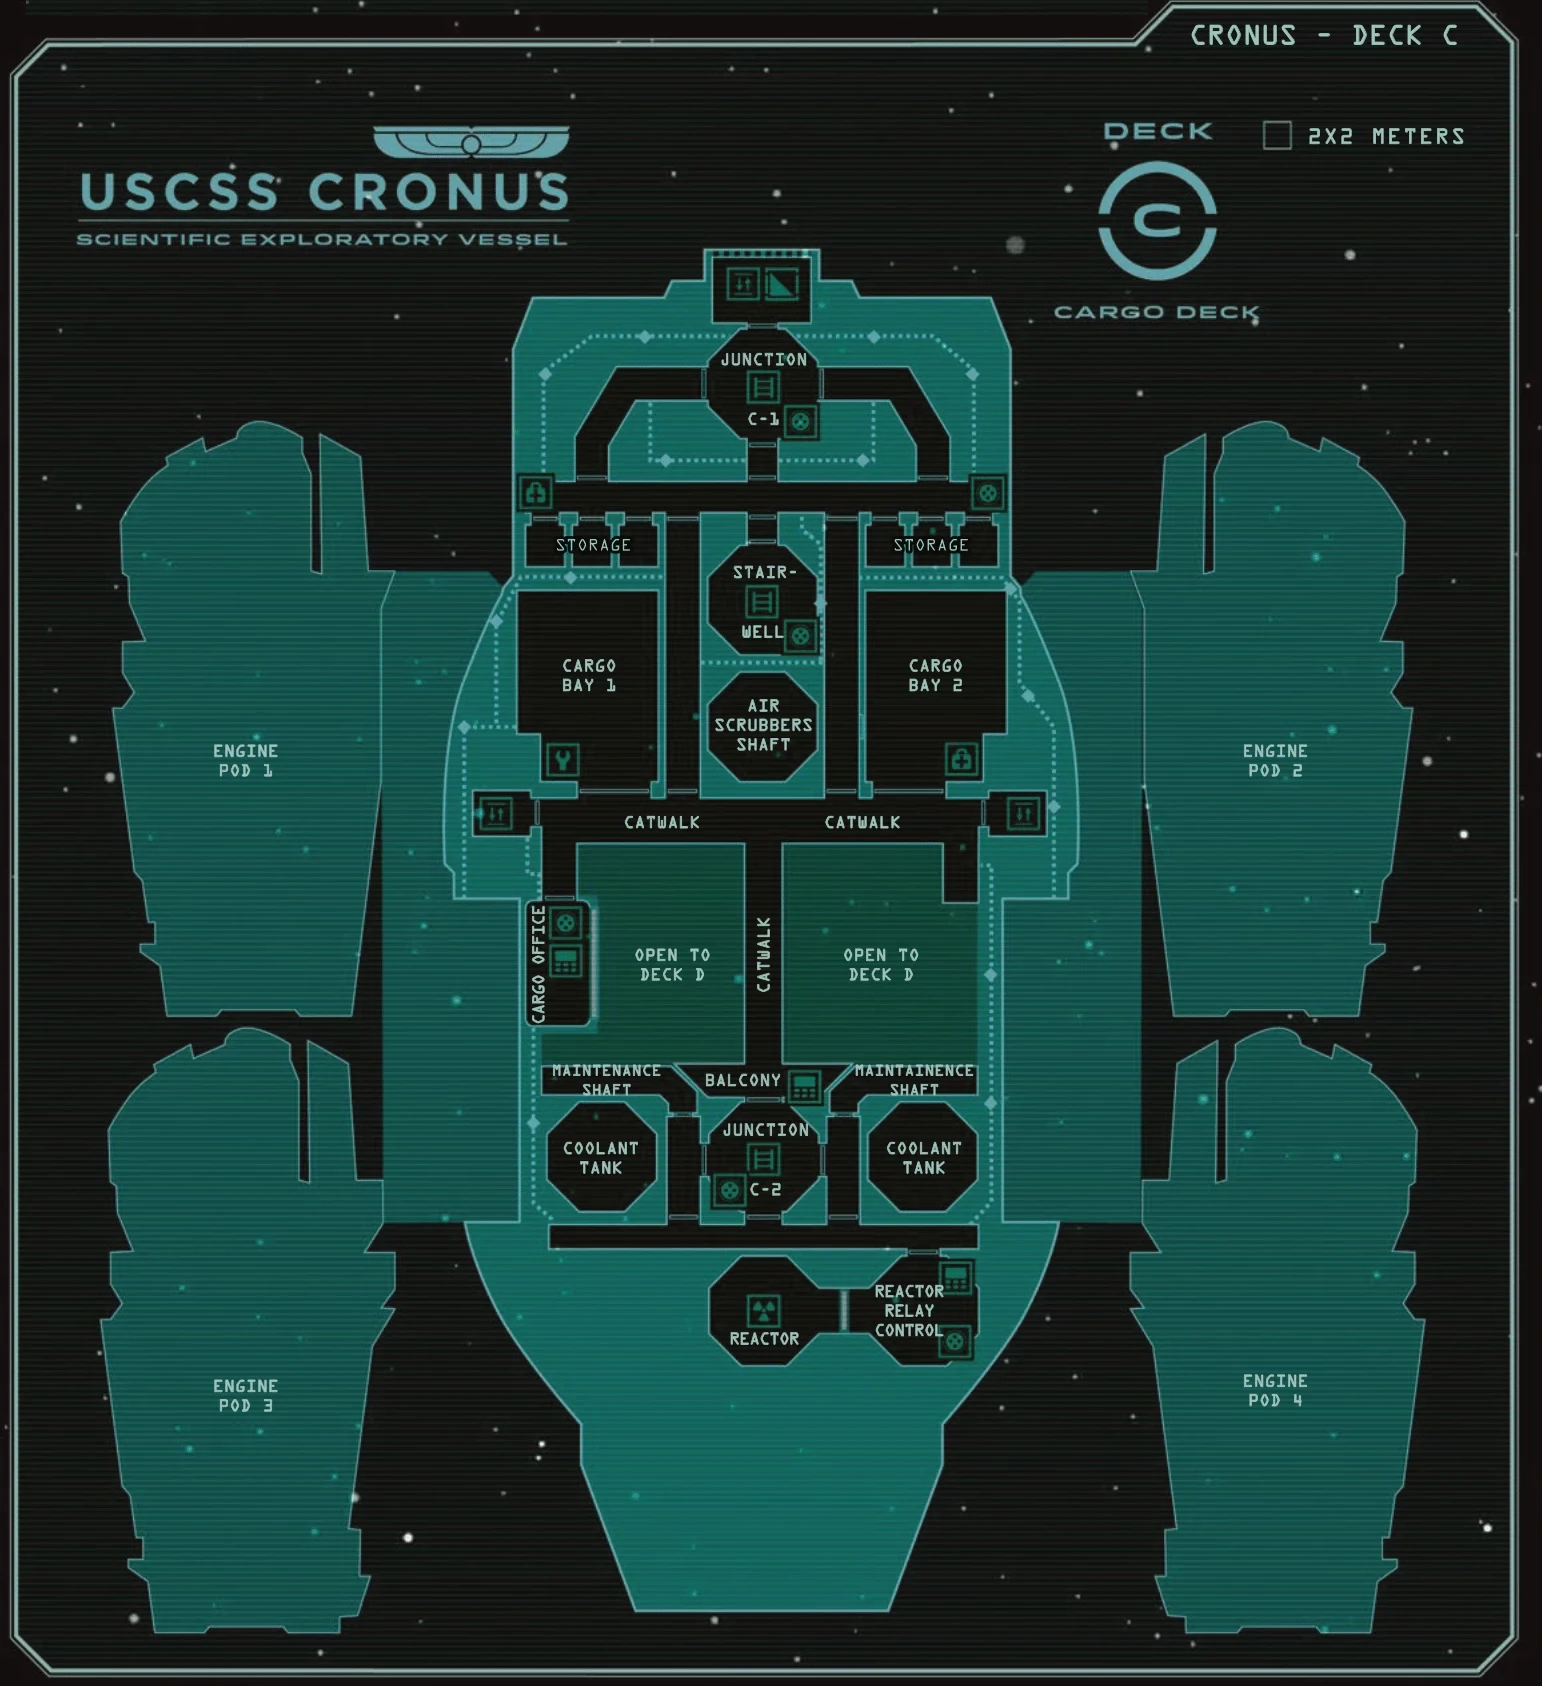 CRONUS - DECK C
USCSS CRONUS
SCIENTIFIC EXPLORATORY VESSEL
DECK
C
CARGO DECK
2X2 METERS
JUNCTION
C-1
STORAGE
STORAGE
STAIR-
WELL
CARGO
BAY 1
CARGO
BAY 2
AIR
SCRUBBERS
SHAFT
ENGINE
POD 1
ENGINE
POD 2
CATWALK
CATWALK
CARGO OFFICE
OPEN TO
DECK D
CATWALK
OPEN TO
DECK D
MAINTENANCE
SHAFT
BALCONY
MAINTAINENCE
SHAFT
COOLANT
TANK
JUNCTION
C-2
COOLANT
TANK
REACTOR
REACTOR
RELAY
CONTROL
ENGINE
POD 3
ENGINE
POD 4